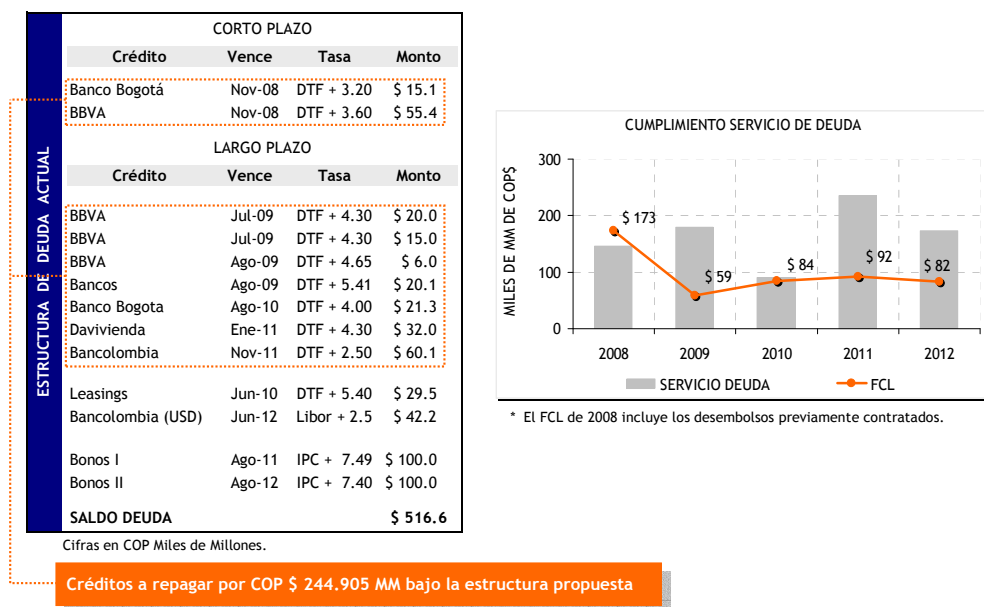 ESTRUCTURA DE DEUDA ACTUAL
CORTO PLAZO
Crédito Vence Tasa Monto
Banco Bogotá Nov-08 DTF + 3.20 $ 15.1
BBVA Nov-08 DTF + 3.60 $ 55.4
LARGO PLAZO
Crédito Vence Tasa Monto
BBVA Jul-09 DTF + 4.30 $ 20.0
BBVA Jul-09 DTF + 4.30 $ 15.0
BBVA Ago-09 DTF + 4.65 $ 6.0
Bancos Ago-09 DTF + 5.41 $ 20.1
Banco Bogota Ago-10 DTF + 4.00 $ 21.3
Davivienda Ene-11 DTF + 4.30 $ 32.0
Bancolombia Nov-11 DTF + 2.50 $ 60.1
Leasings Jun-10 DTF + 5.40 $ 29.5
Bancolombia (USD) Jun-12 Libor + 2.5 $ 42.2
Bonos I Ago-11 IPC + 7.49 $ 100.0
Bonos II Ago-12 IPC + 7.40 $ 100.0
SALDO DEUDA $ 516.6
Cifras en COP Miles de Millones.
Créditos a repagar por COP $ 244.905 MM bajo la estructura propuesta
CUMPLIMIENTO SERVICIO DE DEUDA
MILES DE MM DE COP$
300
200
100
0
$ 173
$ 59
$ 84
$ 92
$ 82
2008 2009 2010 2011 2012
SERVICIO DEUDA FCL
* El FCL de 2008 incluye los desembolsos previamente contratados.